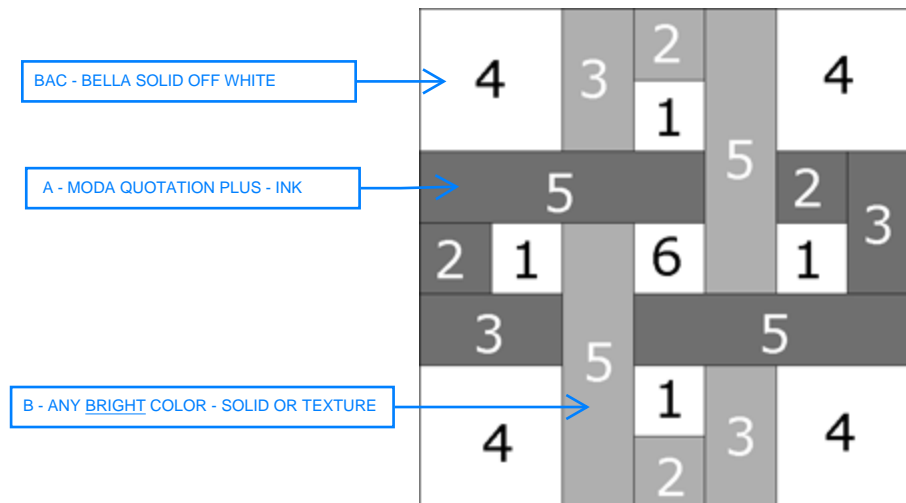 BAC - BELLA SOLID OFF WHITE
A - MODA QUOTATION PLUS - INK
B - ANY BRIGHT COLOR - SOLID OR TEXTURE
4 3 2 4
1
5
5 2 3
2 1 6 1
3 5
5
1
4 3 4
2